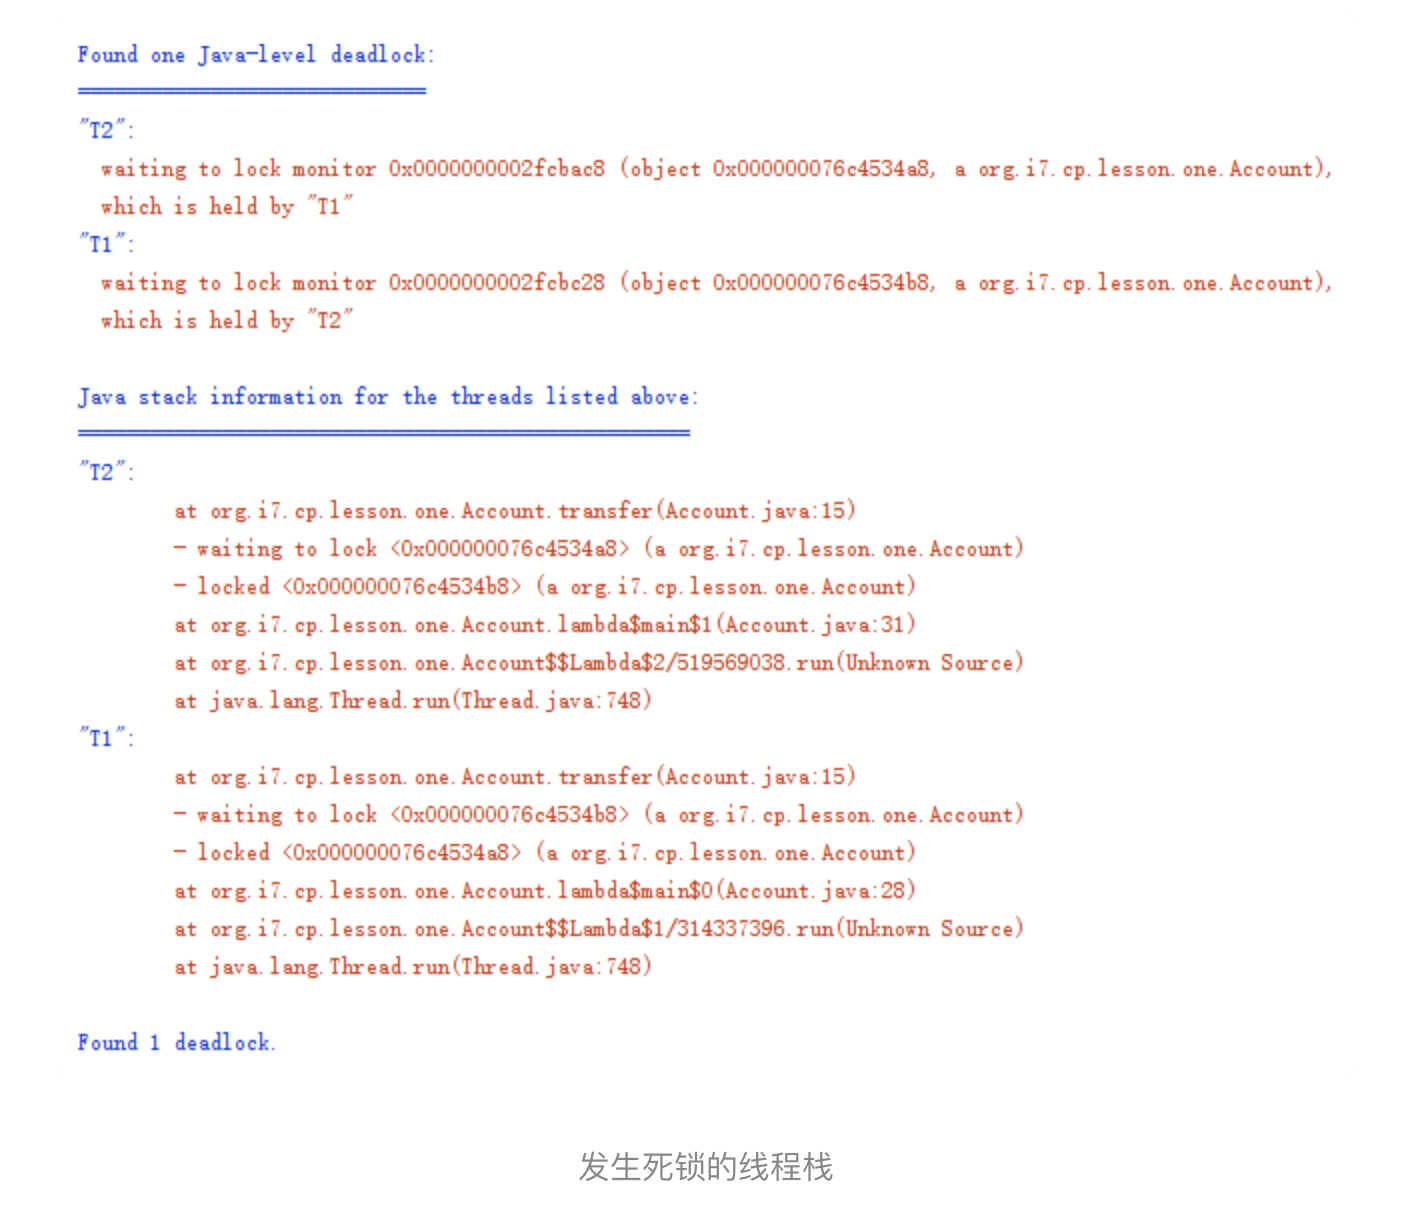 Found one Java-level deadlock:
=============================
"T2":
  waiting to lock monitor 0x0000000002fcbac8 (object 0x000000076c4534a8, a org.i7.cp.lesson.one.Account),
  which is held by "T1"
"T1":
  waiting to lock monitor 0x0000000002fcbc28 (object 0x000000076c4534b8, a org.i7.cp.lesson.one.Account),
  which is held by "T2"
Java stack information for the threads listed above:
===================================================
"T2":
        at org.i7.cp.lesson.one.Account.transfer(Account.java:15)
        - waiting to lock <0x000000076c4534a8> (a org.i7.cp.lesson.one.Account)
        - locked <0x000000076c4534b8> (a org.i7.cp.lesson.one.Account)
        at org.i7.cp.lesson.one.Account.lambda$main$1(Account.java:31)
        at org.i7.cp.lesson.one.Account$$Lambda$2/519569038.run(Unknown Source)
        at java.lang.Thread.run(Thread.java:748)
"T1":
        at org.i7.cp.lesson.one.Account.transfer(Account.java:15)
        - waiting to lock <0x000000076c4534b8> (a org.i7.cp.lesson.one.Account)
        - locked <0x000000076c4534a8> (a org.i7.cp.lesson.one.Account)
        at org.i7.cp.lesson.one.Account.lambda$main$0(Account.java:28)
        at org.i7.cp.lesson.one.Account$$Lambda$1/314337396.run(Unknown Source)
        at java.lang.Thread.run(Thread.java:748)
Found 1 deadlock.
发生死锁的线程栈